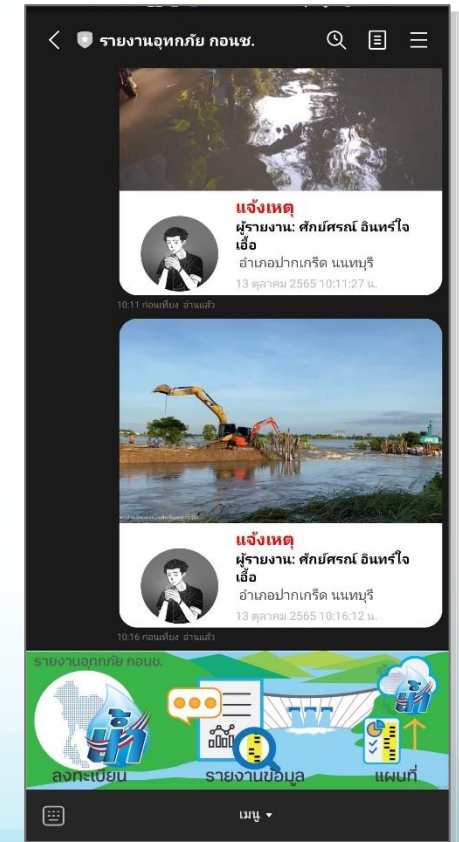 รายงานอุทกภัย กอนช.
แจ้งเหตุ
ผู้รายงาน: ศักย์ศรณ์ อินทร์ใจ
เอื้อ
อำเภอปากเกร็ด นนทบุรี
13 ตุลาคม 2565 10:11:27 น.
10:11 ก่อนเที่ยง อ่านแล้ว
แจ้งเหตุ
ผู้รายงาน: ศักย์ศรณ์ อินทร์ใจ
เอื้อ
อำเภอปากเกร็ด นนทบุรี
13 ตุลาคม 2565 10:16:12 น.
10:16 ก่อนเที่ยง อ่านแล้ว
รายงานอุทกภัย กอนช.
น้ำ
น้ำ
ลงทะเบียน
รายงานข้อมูล
แผนที่
เมนู